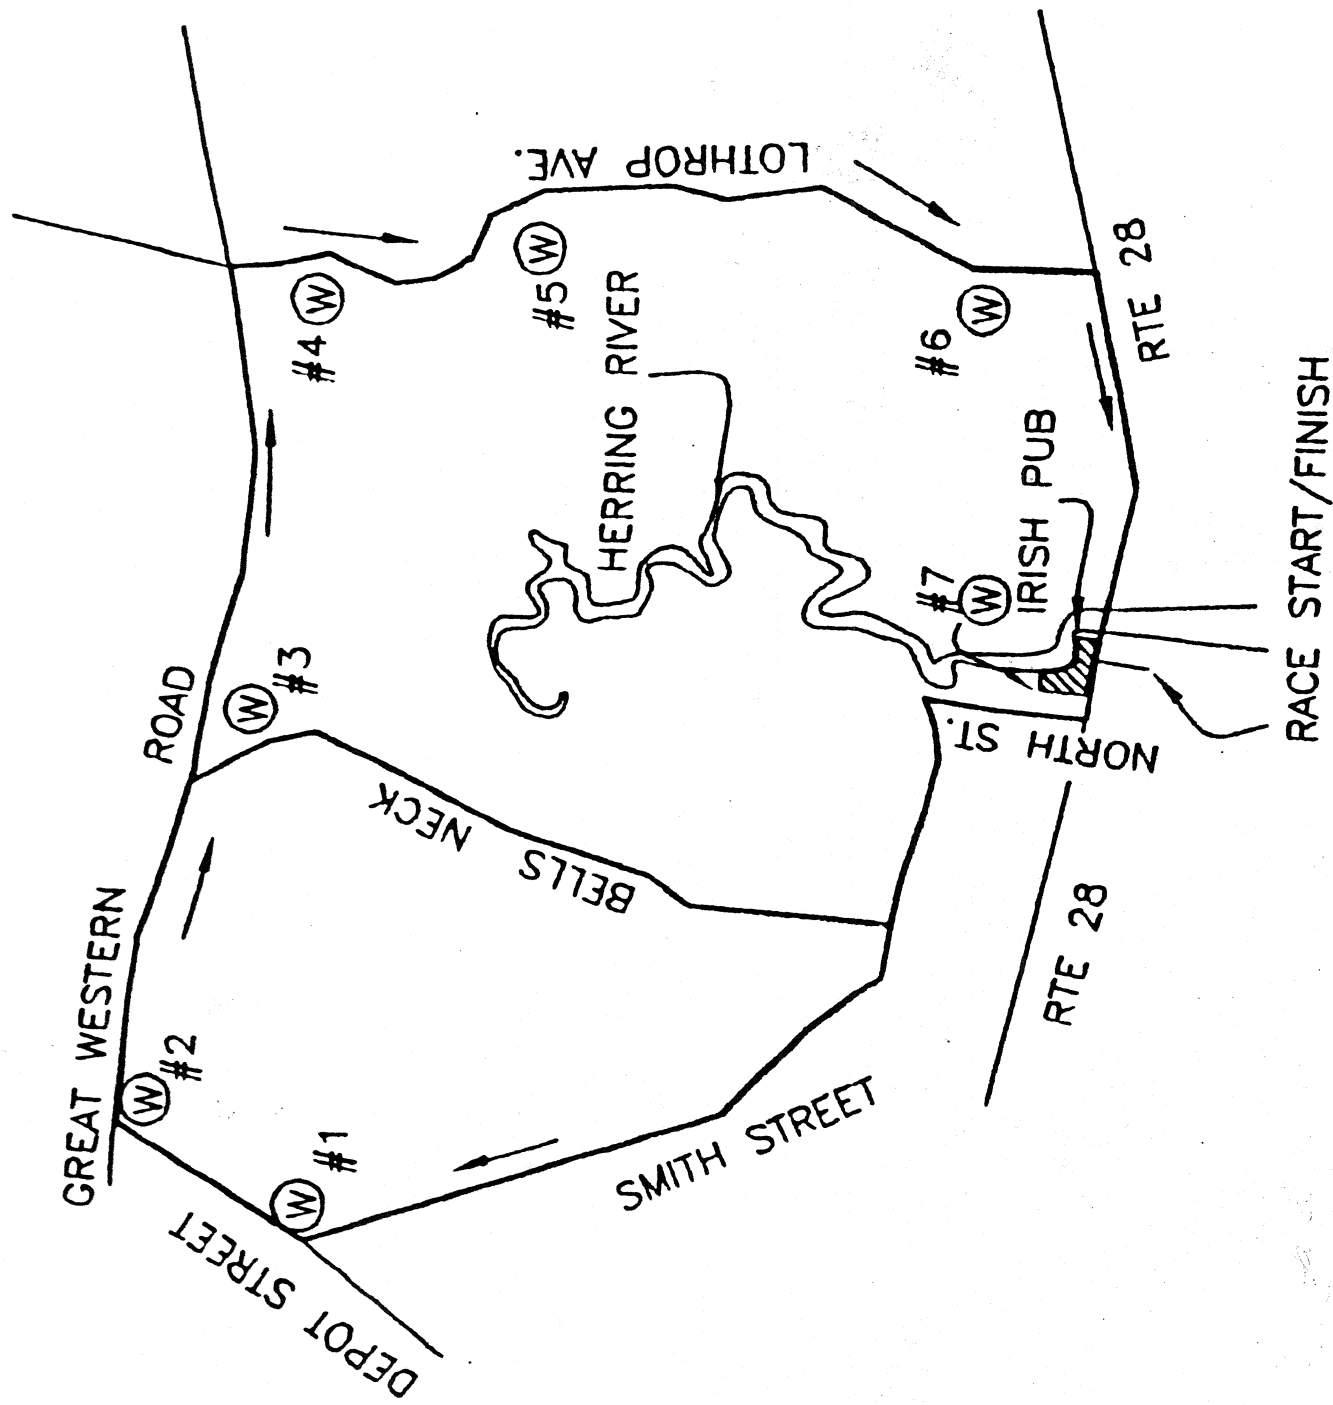 GREAT WESTERN ROAD
DEPOT STREET
W
#1
W
#2
W
#3
W
#4
W
#5
W
#6
W
#7
BELLS NECK
SMITH STREET
LOTHROP AVE.
HERRING RIVER
IRISH PUB
NORTH ST.
RTE 28
RTE 28
RACE START/FINISH